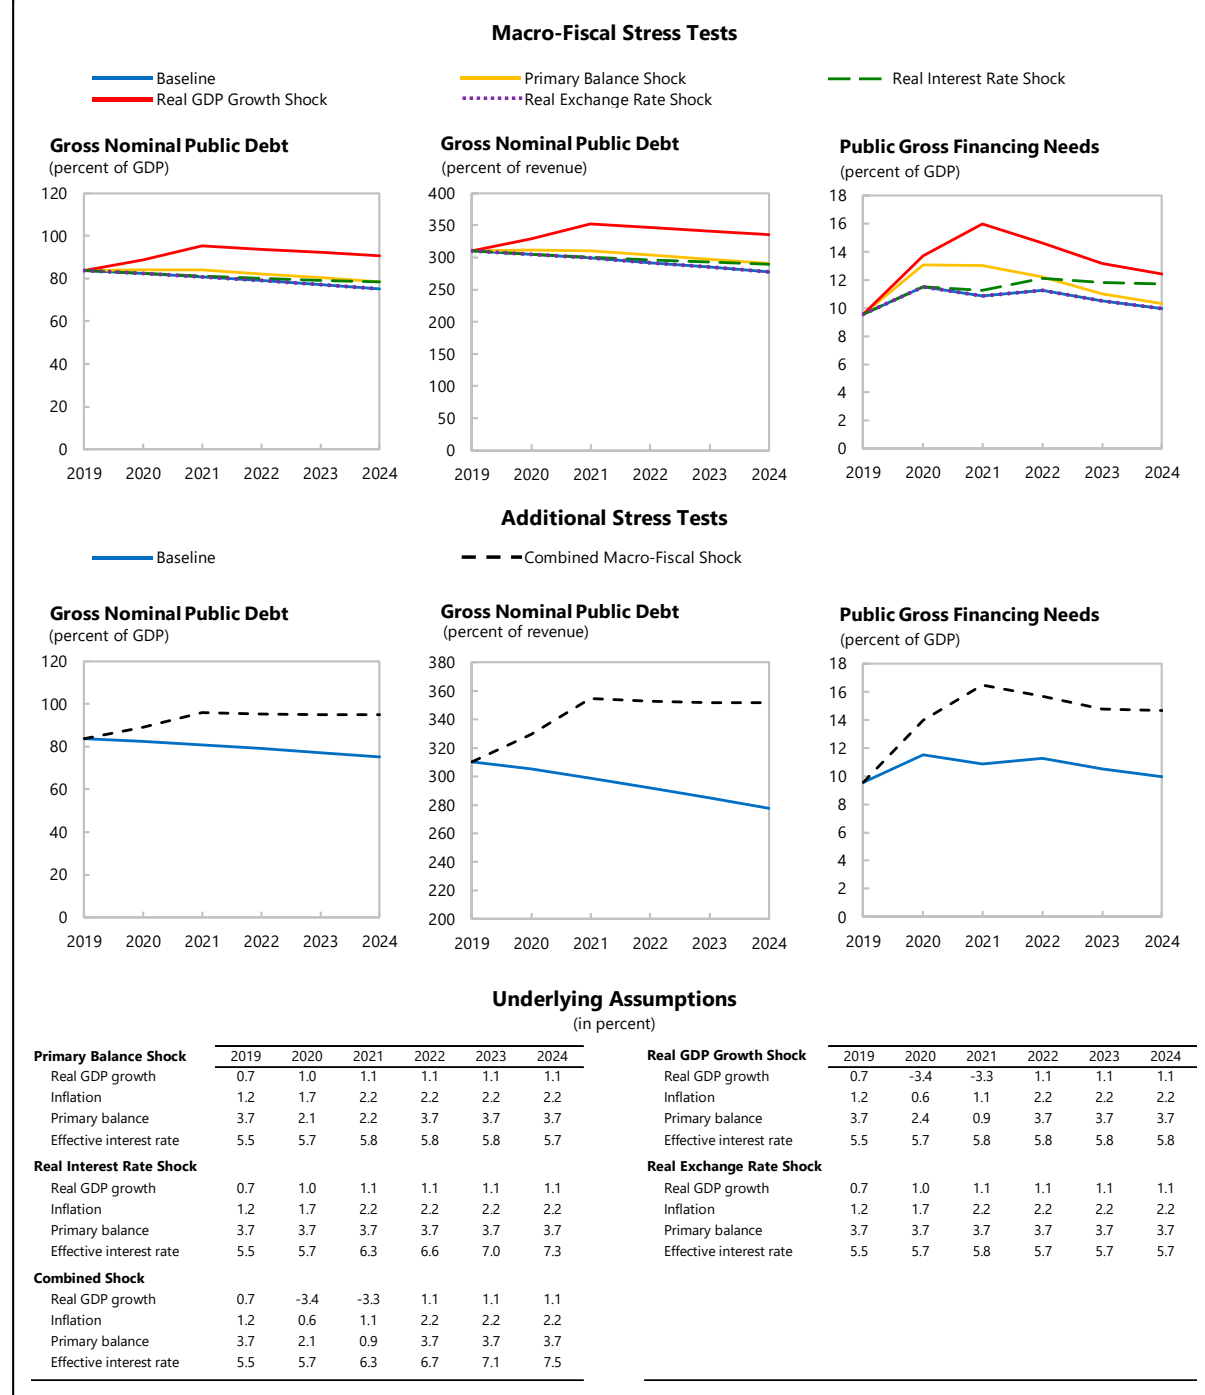 Macro-Fiscal Stress Tests
Baseline
Primary Balance Shock
Real Interest Rate Shock
Real GDP Growth Shock
Real Exchange Rate Shock
Gross Nominal Public Debt
(percent of GDP)
120
100
80
60
40
20
0
2019 2020 2021 2022 2023 2024
Gross Nominal Public Debt
(percent of revenue)
400
350
300
250
200
150
100
50
0
2019 2020 2021 2022 2023 2024
Public Gross Financing Needs
(percent of GDP)
18
16
14
12
10
8
6
4
2
0
2019 2020 2021 2022 2023 2024
Additional Stress Tests
Baseline
Combined Macro-Fiscal Shock
Gross Nominal Public Debt
(percent of GDP)
120
100
80
60
40
20
0
2019 2020 2021 2022 2023 2024
Gross Nominal Public Debt
(percent of revenue)
380
360
340
320
300
280
260
240
220
200
2019 2020 2021 2022 2023 2024
Public Gross Financing Needs
(percent of GDP)
18
16
14
12
10
8
6
4
2
0
2019 2020 2021 2022 2023 2024
Underlying Assumptions
(in percent)
Primary Balance Shock 2019 2020 2021 2022 2023 2024
Real GDP growth 0.7 1.0 1.1 1.1 1.1 1.1
Inflation 1.2 1.7 2.2 2.2 2.2 2.2
Primary balance 3.7 2.1 2.2 3.7 3.7 3.7
Effective interest rate 5.5 5.7 5.8 5.8 5.8 5.7
Real Interest Rate Shock
Real GDP growth 0.7 1.0 1.1 1.1 1.1 1.1
Inflation 1.2 1.7 2.2 2.2 2.2 2.2
Primary balance 3.7 3.7 3.7 3.7 3.7 3.7
Effective interest rate 5.5 5.7 6.3 6.6 7.0 7.3
Combined Shock
Real GDP growth 0.7 -3.4 -3.3 1.1 1.1 1.1
Inflation 1.2 0.6 1.1 2.2 2.2 2.2
Primary balance 3.7 2.1 0.9 3.7 3.7 3.7
Effective interest rate 5.5 5.7 6.3 6.7 7.1 7.5
Real GDP Growth Shock 2019 2020 2021 2022 2023 2024
Real GDP growth 0.7 -3.4 -3.3 1.1 1.1 1.1
Inflation 1.2 0.6 1.1 2.2 2.2 2.2
Primary balance 3.7 2.4 0.9 3.7 3.7 3.7
Effective interest rate 5.5 5.7 5.8 5.8 5.8 5.8
Real Exchange Rate Shock
Real GDP growth 0.7 1.0 1.1 1.1 1.1 1.1
Inflation 1.2 1.7 2.2 2.2 2.2 2.2
Primary balance 3.7 3.7 3.7 3.7 3.7 3.7
Effective interest rate 5.5 5.7 5.8 5.7 5.7 5.7